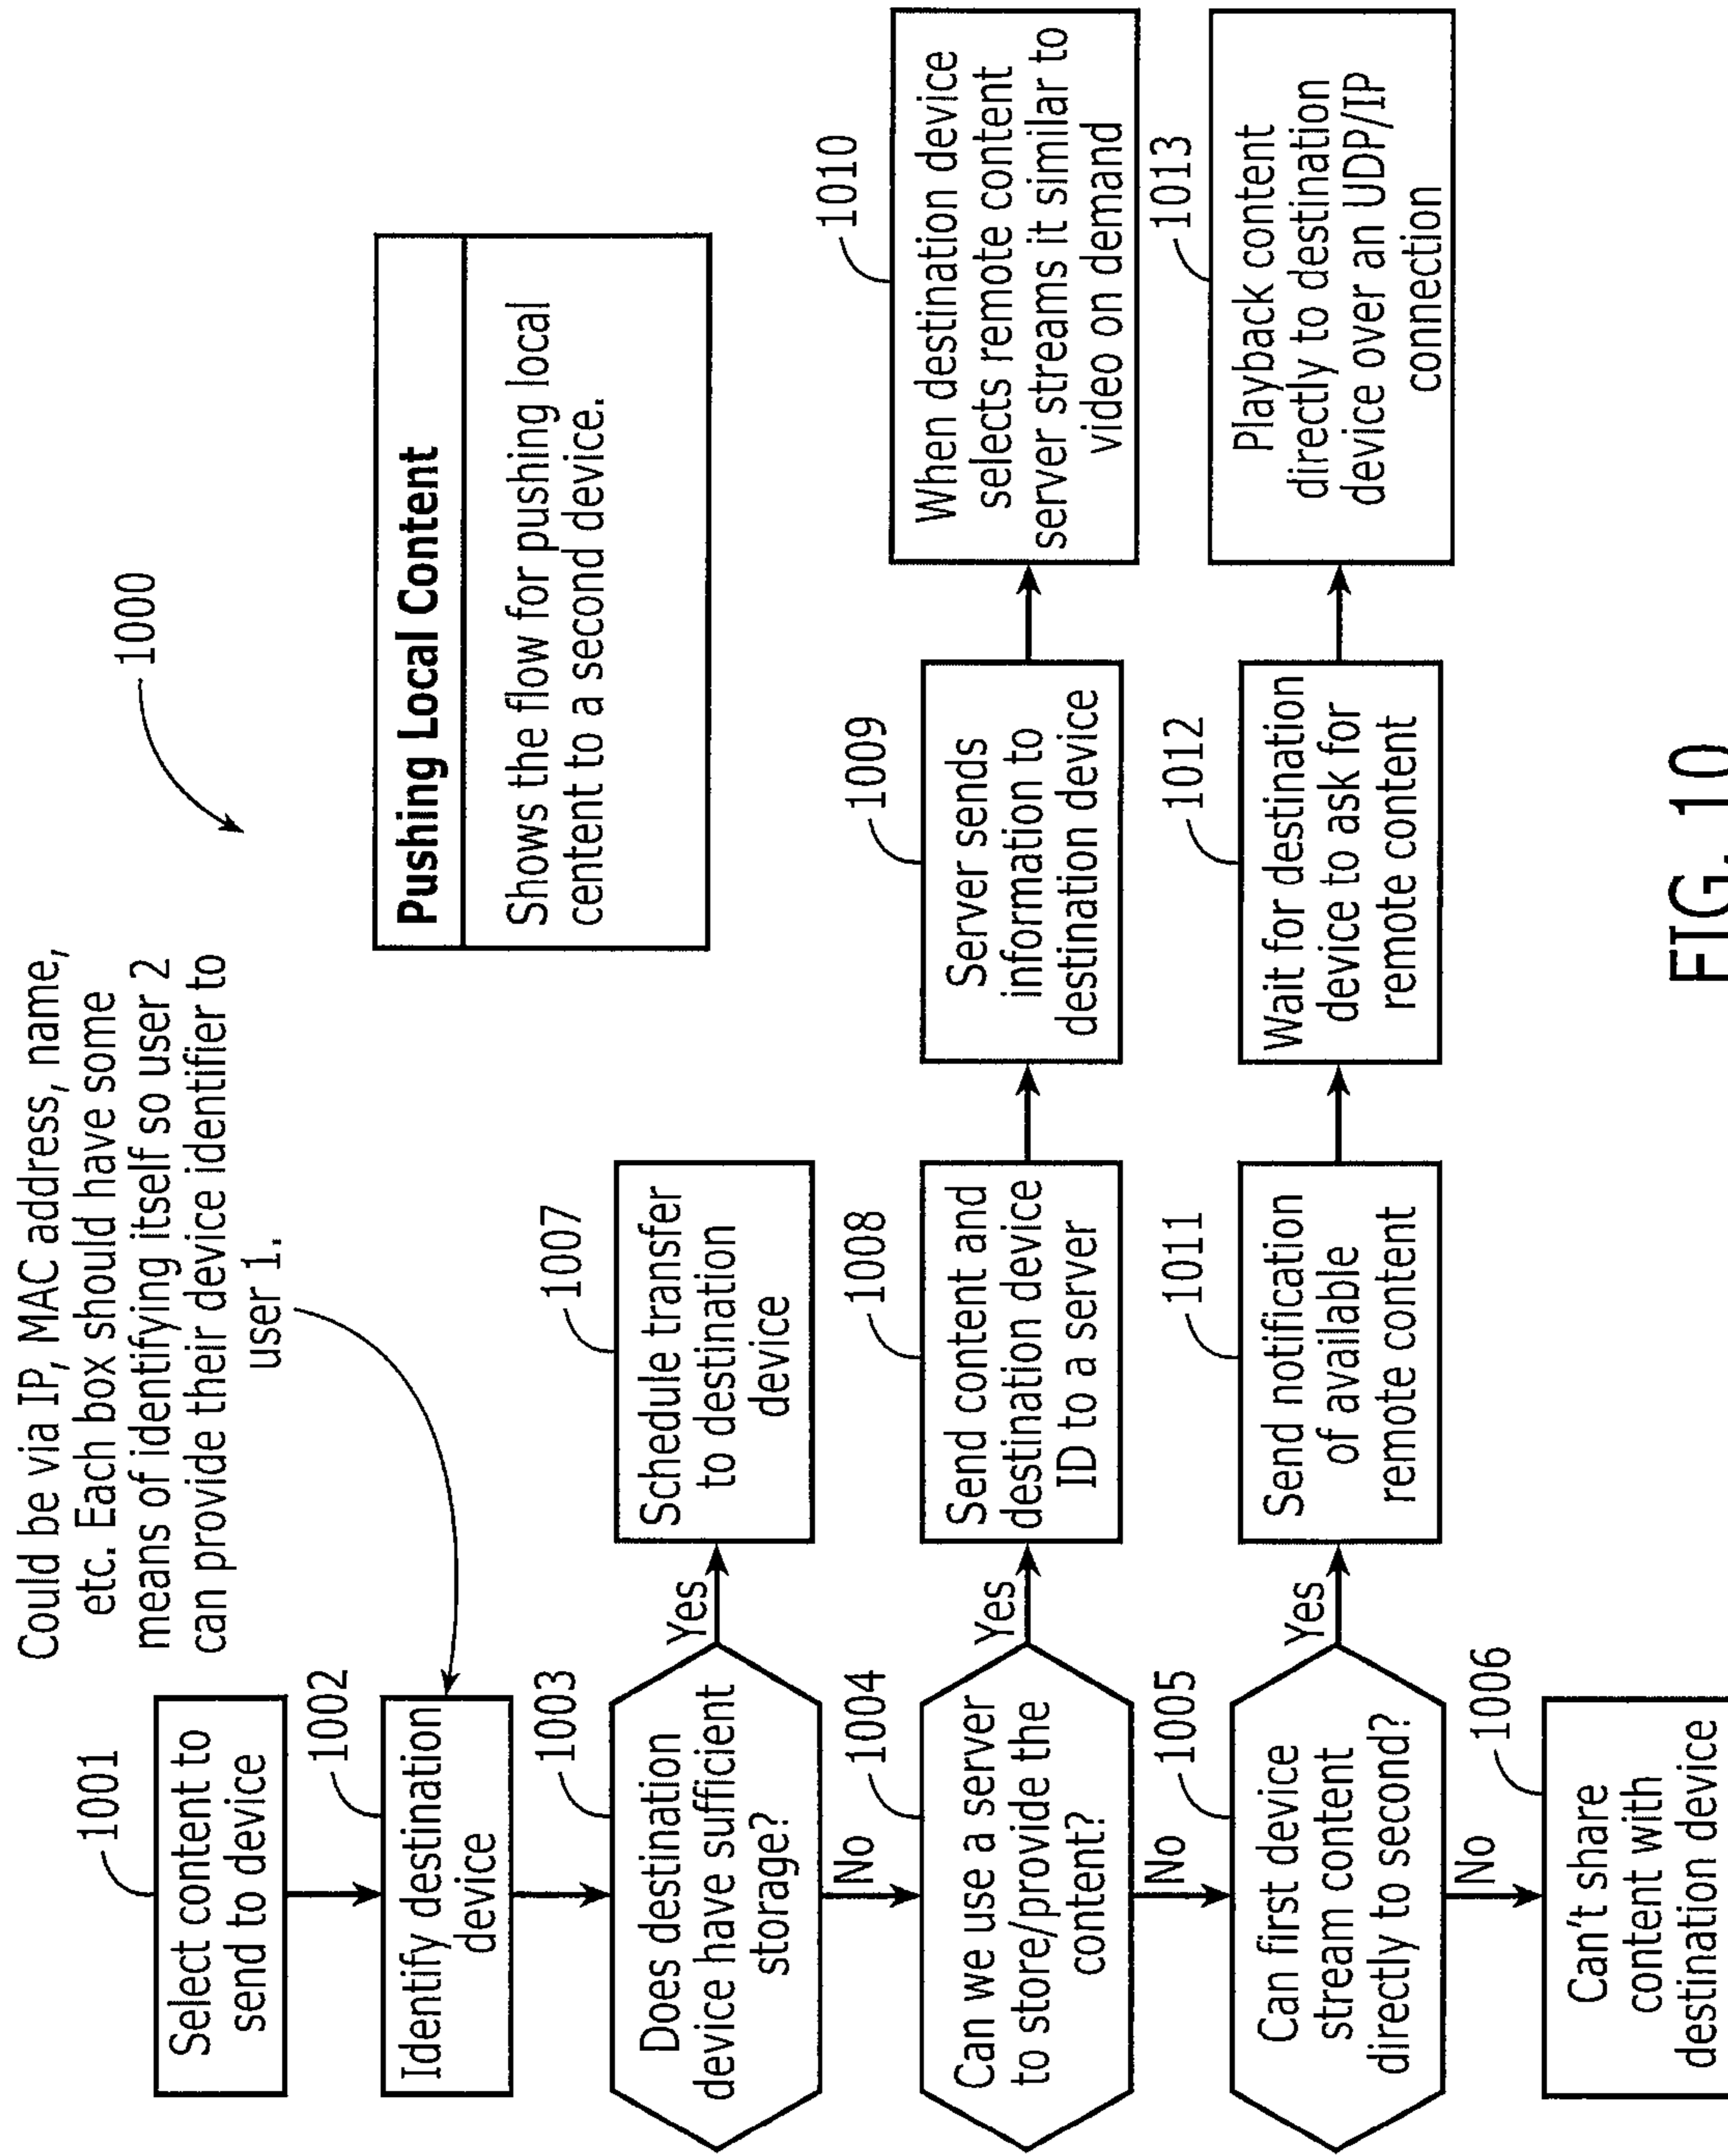 Could be via IP, MAC address, name,
etc. Each box should have some
means of identifying itself so user 2
can provide their device identifier to
user 1.
1000
Pushing Local Content
Shows the flow for pushing local
centent to a second device.
1001
Select content to
send to device
1002
Identify destination
device
1003
Does destination
device have sufficient
storage?
Yes
1007
Schedule transfer
to destination
device
No
1004
Can we use a server
to store/provide the
content?
Yes
1008
Send content and
destination device
ID to a server
1009
Server sends
information to
destination device
1010
When destination device
selects remote content
server streams it similar to
video on demand
No
1005
Can first device
stream content
directly to second?
Yes
1011
Send notification
of available
remote content
1012
Wait for destination
device to ask for
remote content
1013
Playback content
directly to destination
device over an UDP/IP
connection
No
1006
Can't share
content with
destination device
FIG. 10